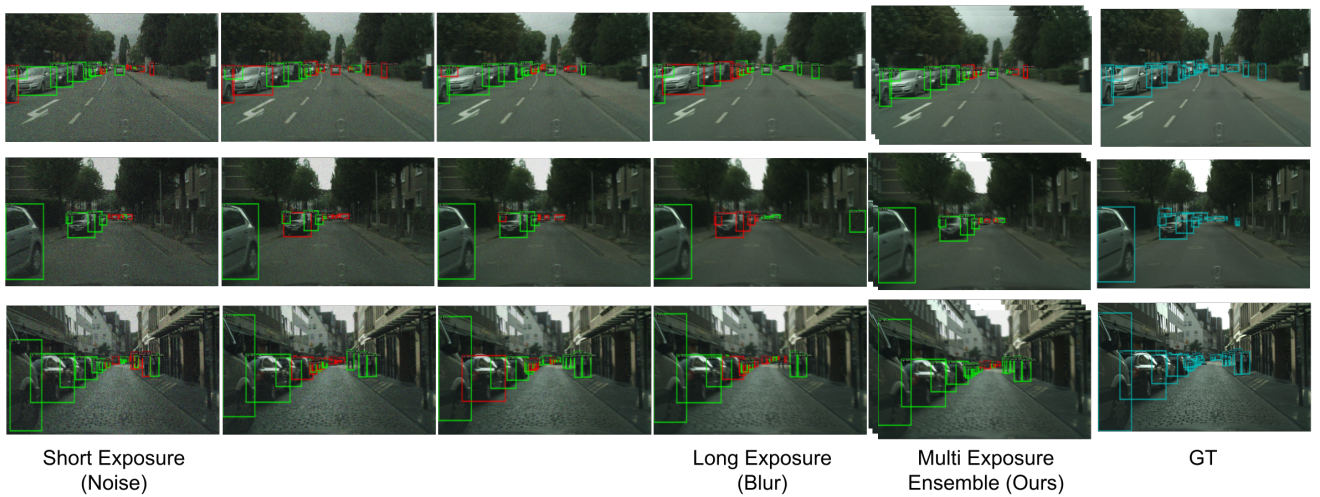 Short Exposure
(Noise)
Long Exposure
(Blur)
Multi Exposure
Ensemble (Ours)
GT